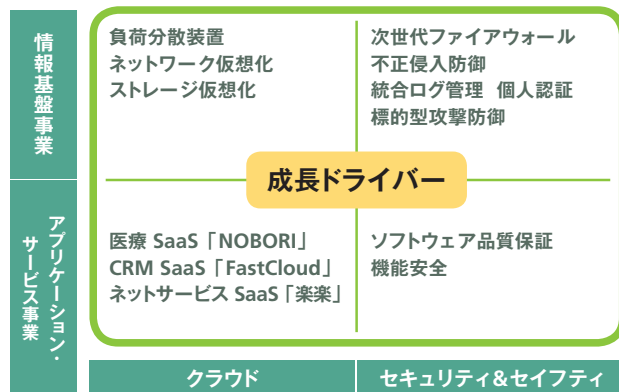 情報基盤事業
負荷分散装置
ネットワーク仮想化
ストレージ仮想化
次世代ファイアウォール
不正侵入防御
統合ログ管理 個人認証
標的型攻撃防御
成長ドライバー
アプリケーション・
サービス事業
医療 SaaS「NOBORI」
CRM SaaS「FastCloud」
ネットサービス SaaS「楽楽」
ソフトウェア品質保証
機能安全
クラウド
セキュリティ&セイフティ